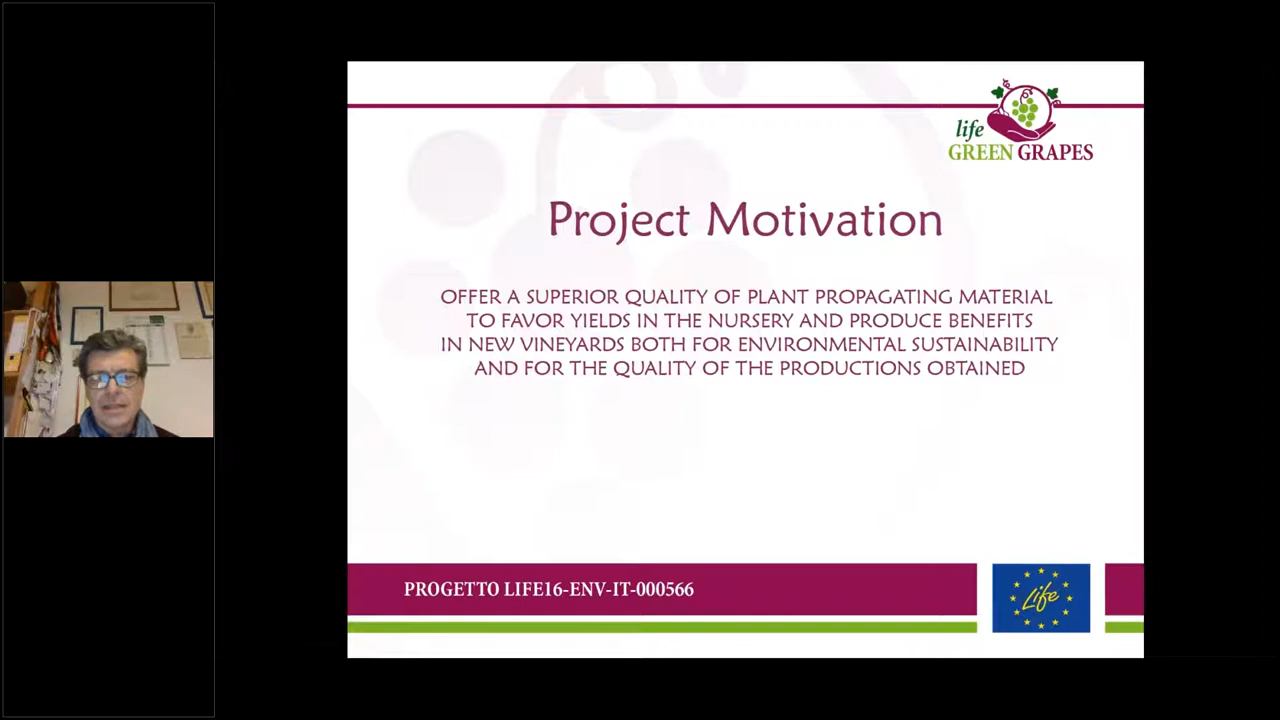 life
GREEN GRAPES
Project Motivation
OFFER A SUPERIOR QUALITY OF PLANT PROPAGATING MATERIAL
TO FAVOR YIELDS IN THE NURSERY AND PRODUCE BENEFITS
IN NEW VINEYARDS BOTH FOR ENVIRONMENTAL SUSTAINABILITY
AND FOR THE QUALITY OF THE PRODUCTIONS OBTAINED
PROGETTO LIFE16-ENV-IT-000566
Life